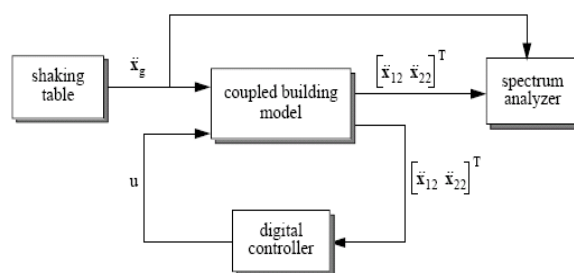 shaking
table
ẍg
coupled building
model
[ẍ12 ẍ22]T
spectrum
analyzer
u
[ẍ12 ẍ22]T
digital
controller